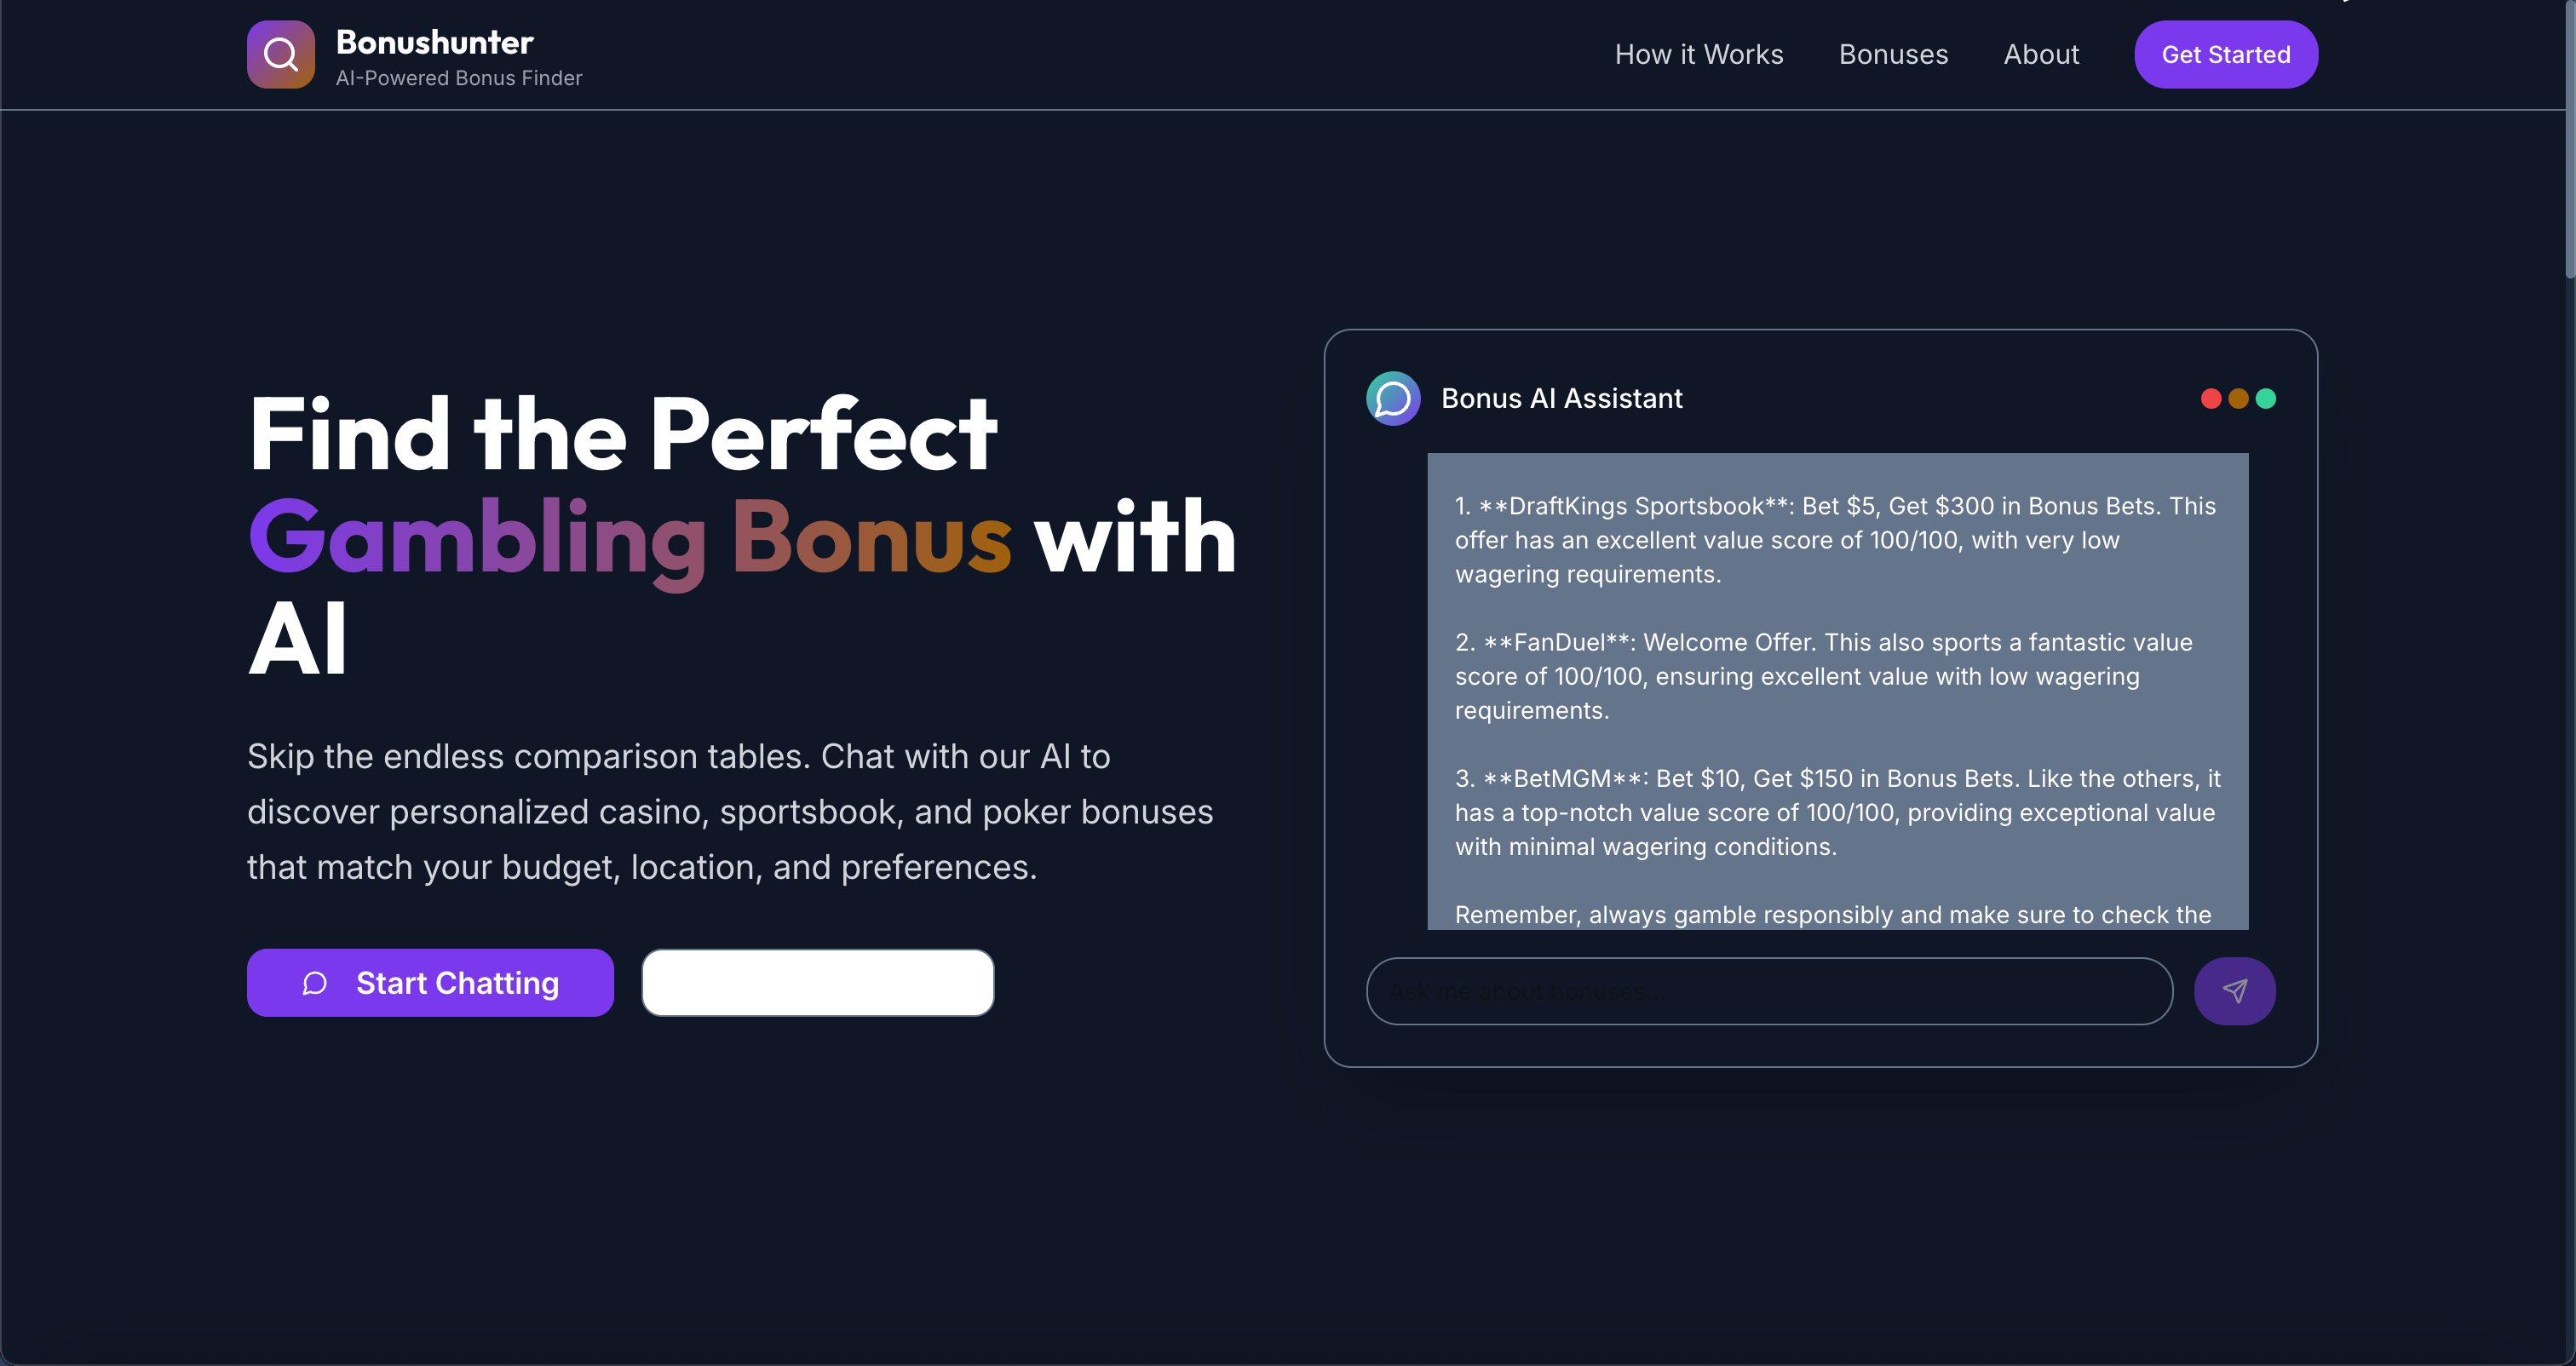 Bonushunter
AI-Powered Bonus Finder
How it Works
Bonuses
About
Get Started
Find the Perfect
Gambling Bonus with
AI
Skip the endless comparison tables. Chat with our AI to
discover personalized casino, sportsbook, and poker bonuses
that match your budget, location, and preferences.
Start Chatting
Bonus AI Assistant
1. **DraftKings Sportsbook**: Bet $5, Get $300 in Bonus Bets. This
offer has an excellent value score of 100/100, with very low
wagering requirements.
2. **FanDuel**: Welcome Offer. This also sports a fantastic value
score of 100/100, ensuring excellent value with low wagering
requirements.
3. **BetMGM**: Bet $10, Get $150 in Bonus Bets. Like the others, it
has a top-notch value score of 100/100, providing exceptional value
with minimal wagering conditions.
Remember, always gamble responsibly and make sure to check the
Ask me about bonuses...